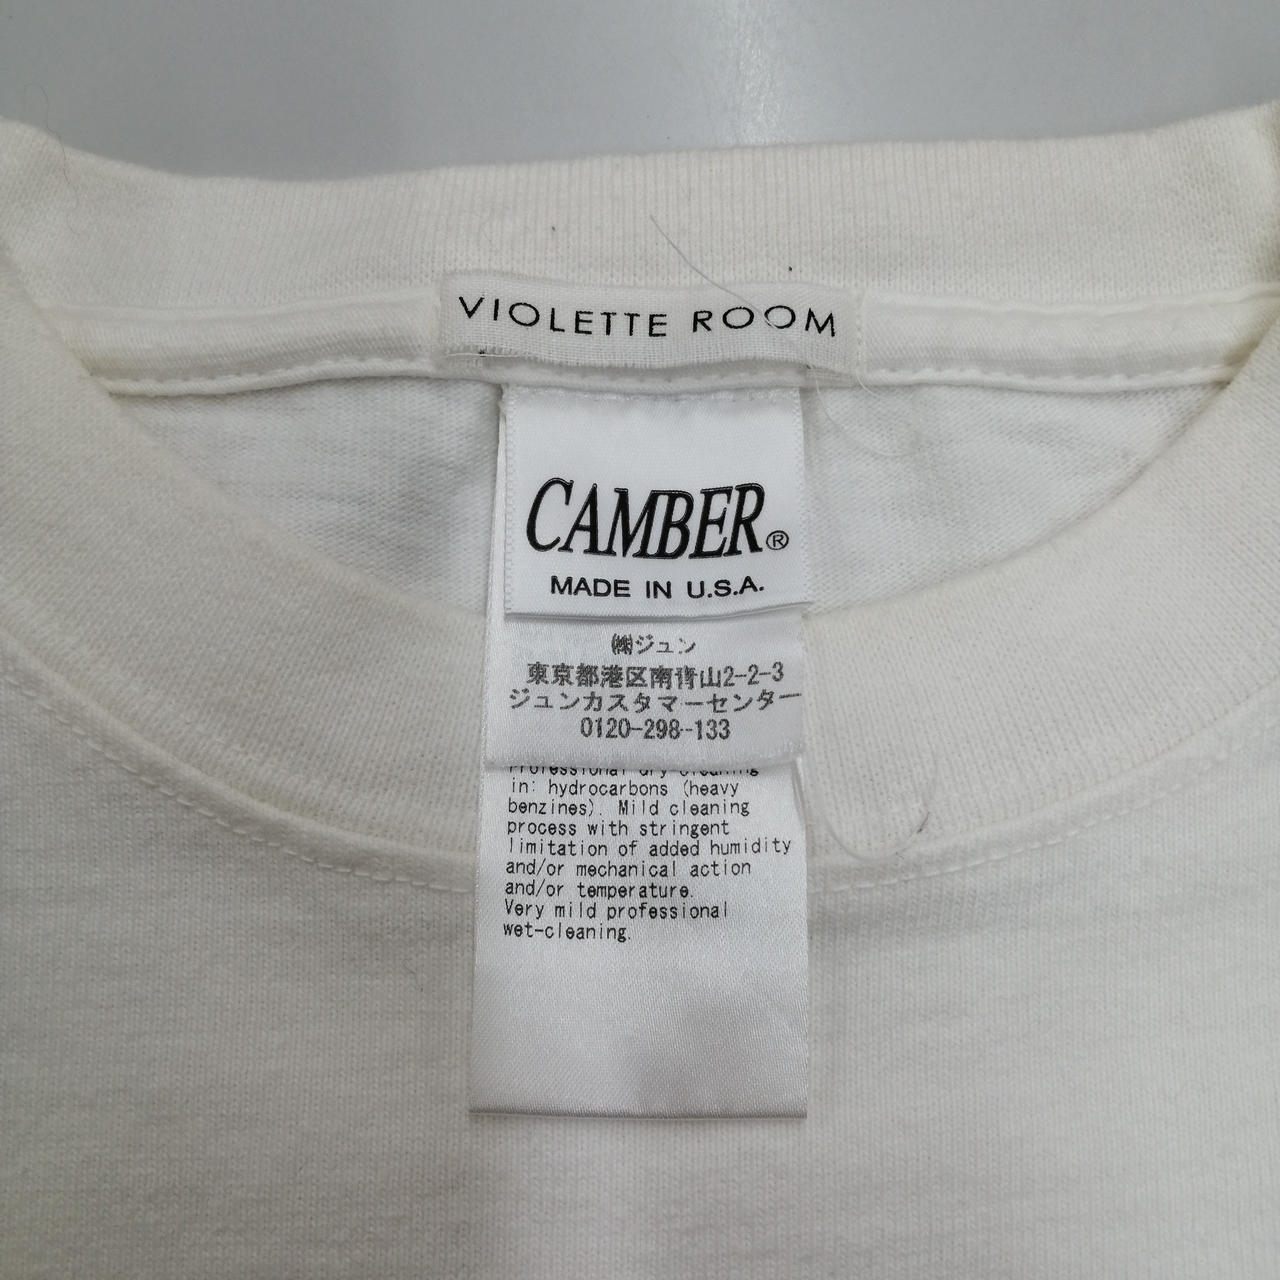 VIOLETTE ROOM
CAMBER®
MADE IN U.S.A.
㈱ジュン
東京都港区南青山2-2-3
ジュンカスタマーセンター
0120-298-133
Professional dry cleaning
in: hydrocarbons (heavy
benzines). Mild cleaning
process with stringent
limitation of added humidity
and/or mechanical action
and/or temperature.
Very mild professional
wet-cleaning.